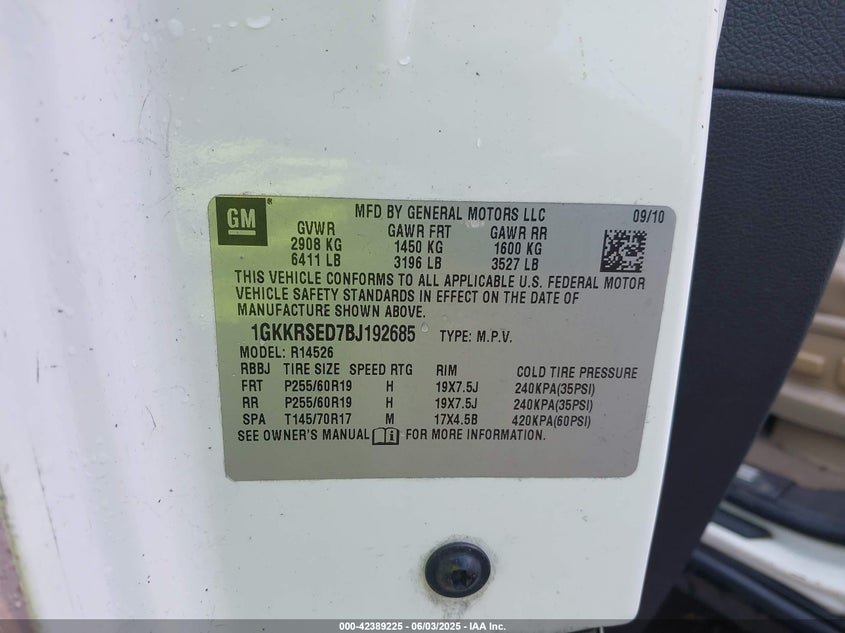 GM ® MFD BY GENERAL MOTORS LLC 09/10
GVWR GAWR FRT GAWR RR
2908 KG 1450 KG 1600 KG
6411 LB 3196 LB 3527 LB
THIS VEHICLE CONFORMS TO ALL APPLICABLE U.S. FEDERAL MOTOR
VEHICLE SAFETY STANDARDS IN EFFECT ON THE DATE OF
MANUFACTURE SHOWN ABOVE.
1GKKRSED7BJ192685 TYPE: M.P.V.
MODEL: R14526
RBBJ TIRE SIZE SPEED RTG RIM COLD TIRE PRESSURE
FRT P255/60R19 H 19X7.5J 240KPA(35PSI)
RR P255/60R19 H 19X7.5J 240KPA(35PSI)
SPA T145/70R17 M 17X4.5B 420KPA(60PSI)
SEE OWNER'S MANUAL FOR MORE INFORMATION.
000-42389225 - 06/03/2025 - IAA Inc.